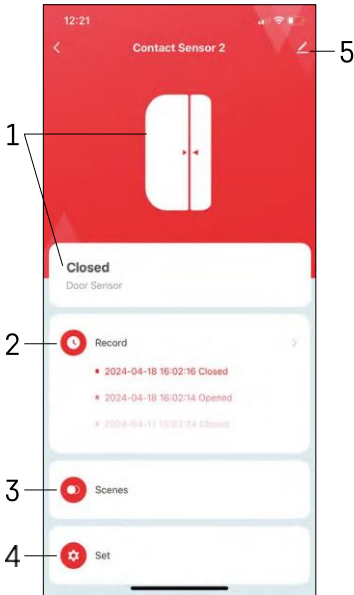 12:21
Contact Sensor 2
5
1
Closed
Door Sensor
2
Record
2024-04-18 16:02:16 Closed
2024-04-18 16:02:14 Opened
3
Scenes
4
Set